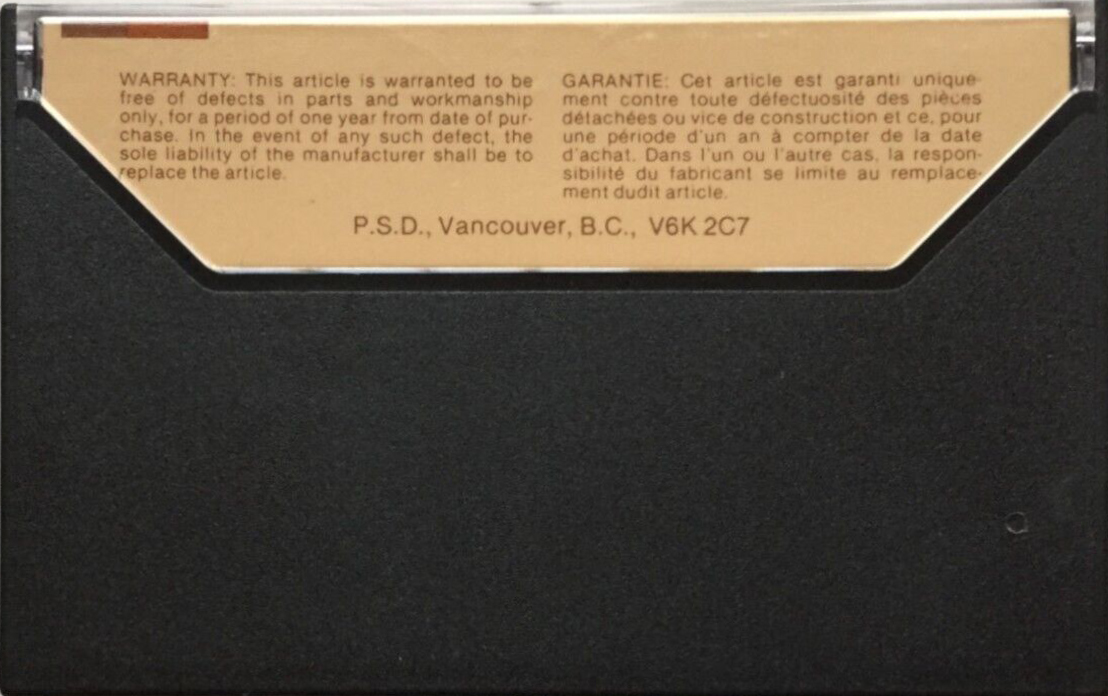 WARRANTY: This article is warranted to be
free of defects in parts and workmanship
only, for a period of one year from date of pur-
chase. In the event of any such defect, the
sole liability of the manufacturer shall be to
replace the article.
GARANTIE: Cet article est garanti unique-
ment contre toute défectuosité des pièces
détachées ou vice de construction et ce, pour
une période d'un an à compter de la date
d'achat. Dans l'un ou l'autre cas, la respon-
sibilité du fabricant se limite au remplace-
ment dudit article.
P.S.D., Vancouver, B.C., V6K 2C7